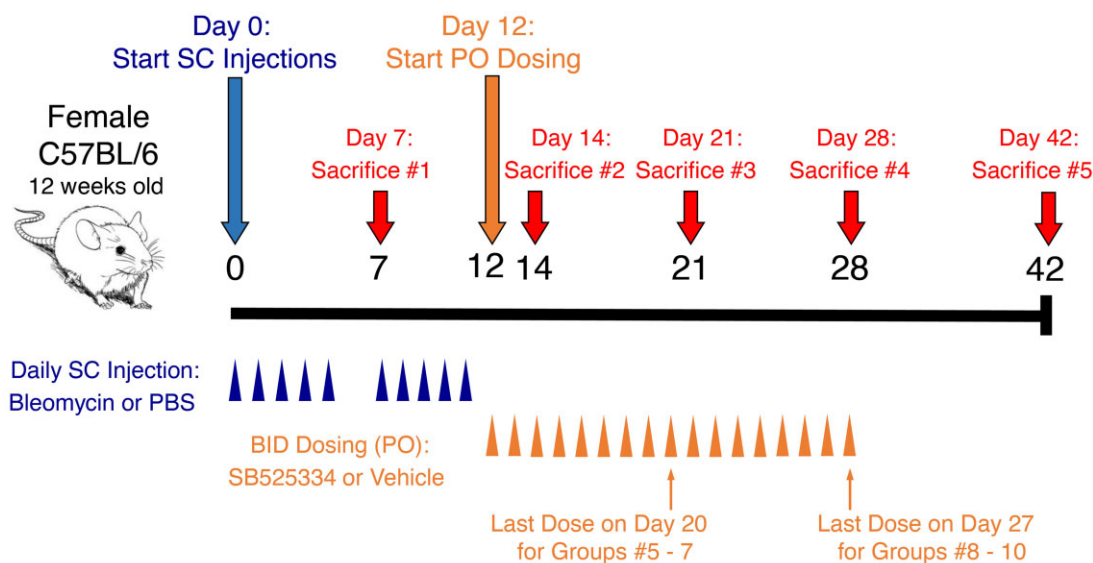 Day 0:
Start SC Injections
Day 12:
Start PO Dosing
Female
C57BL/6
12 weeks old
Day 7:
Sacrifice #1
Day 14:
Sacrifice #2
Day 21:
Sacrifice #3
Day 28:
Sacrifice #4
Day 42:
Sacrifice #5
0
7
12
14
21
28
42
Daily SC Injection:
Bleomycin or PBS
BID Dosing (PO):
SB525334 or Vehicle
Last Dose on Day 20
for Groups #5 - 7
Last Dose on Day 27
for Groups #8 - 10